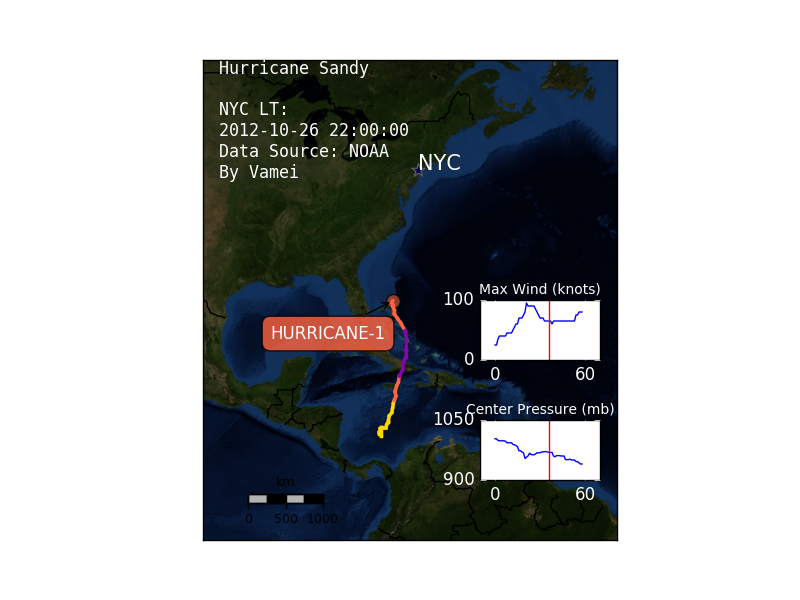 Hurricane Sandy
NYC LT:
2012-10-26 22:00:00
Data Source: NOAA
By Vamei
NYC
HURRICANE-1
Max Wind (knots)
100
0
0 60
Center Pressure (mb)
1050
900
0 60
km
0 500 1000